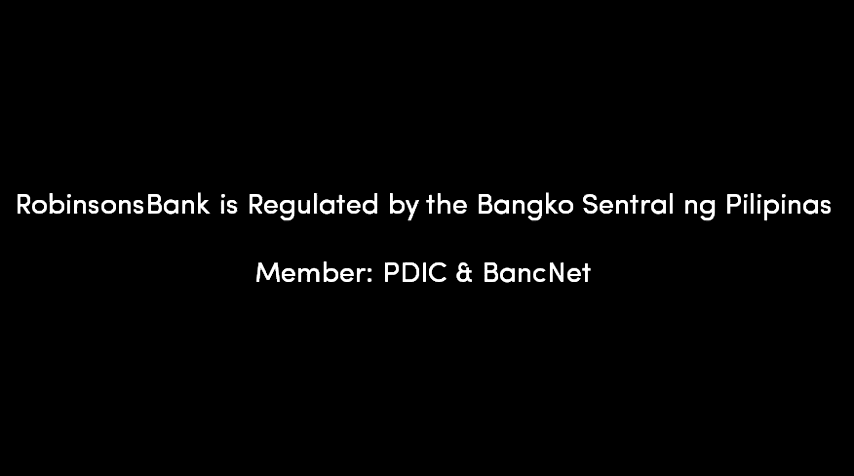 RobinsonsBank is Regulated by the Bangko Sentral ng Pilipinas
Member: PDIC & BancNet